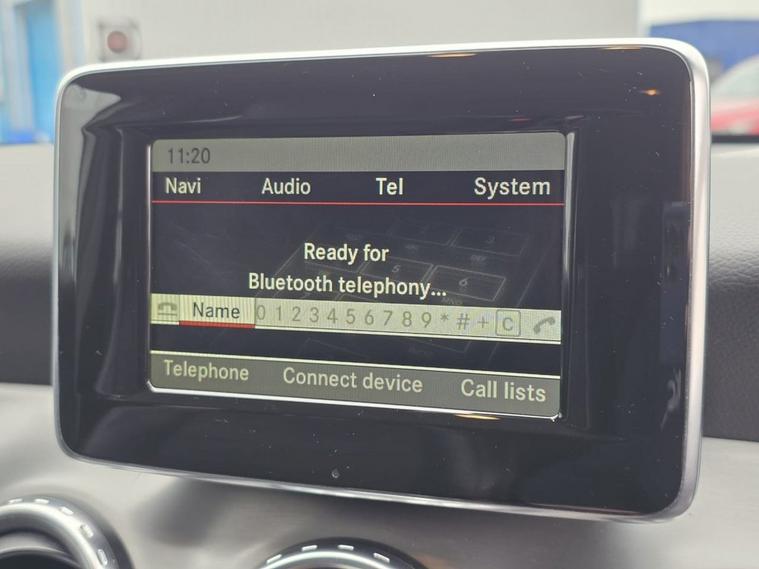 11:20
Navi Audio Tel System
Ready for
Bluetooth telephony...
Name 0 1 2 3 4 5 6 7 8 9 * # + C
Telephone Connect device Call lists